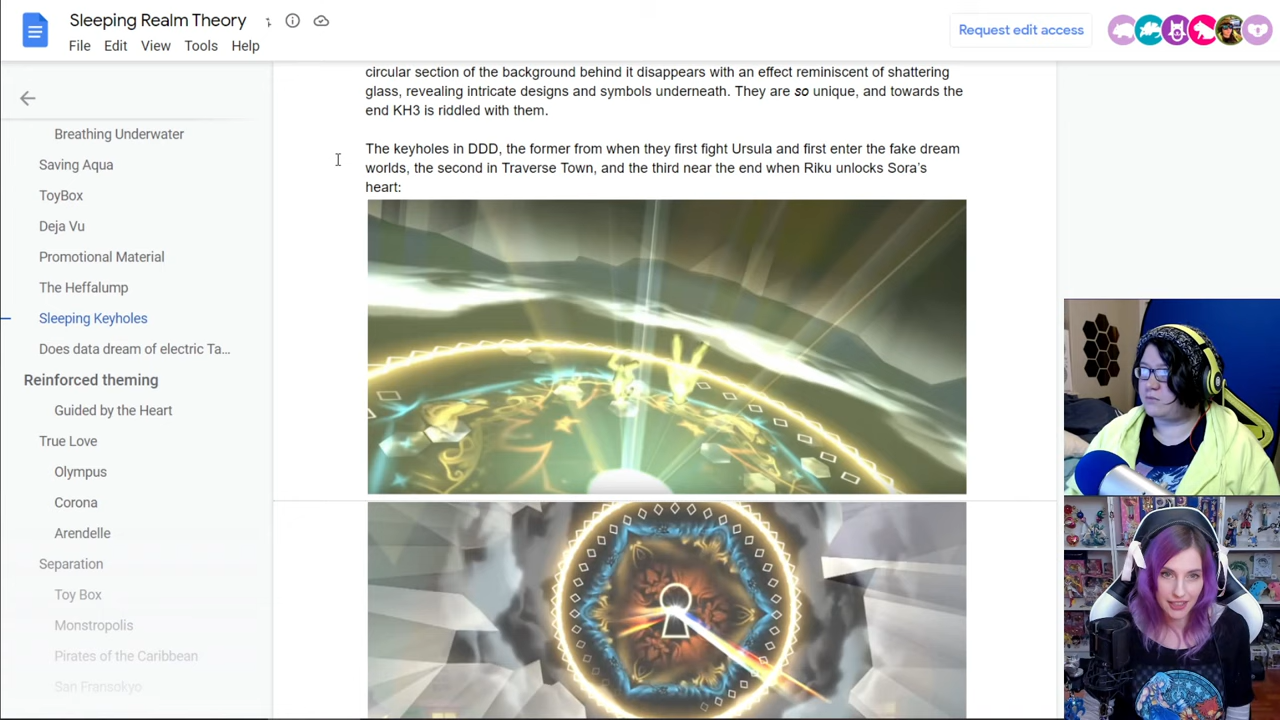 Sleeping Realm Theory
File Edit View Tools Help
Request edit access
Breathing Underwater
Saving Aqua
ToyBox
Deja Vu
Promotional Material
The Heffalump
Sleeping Keyholes
Does data dream of electric Ta...
Reinforced theming
Guided by the Heart
True Love
Olympus
Corona
Arendelle
Separation
Toy Box
Monstropolis
Pirates of the Caribbean
San Fransokyo
circular section of the background behind it disappears with an effect reminiscent of shattering
glass, revealing intricate designs and symbols underneath. They are so unique, and towards the
end KH3 is riddled with them.
The keyholes in DDD, the former from when they first fight Ursula and first enter the fake dream
worlds, the second in Traverse Town, and the third near the end when Riku unlocks Sora's
heart: